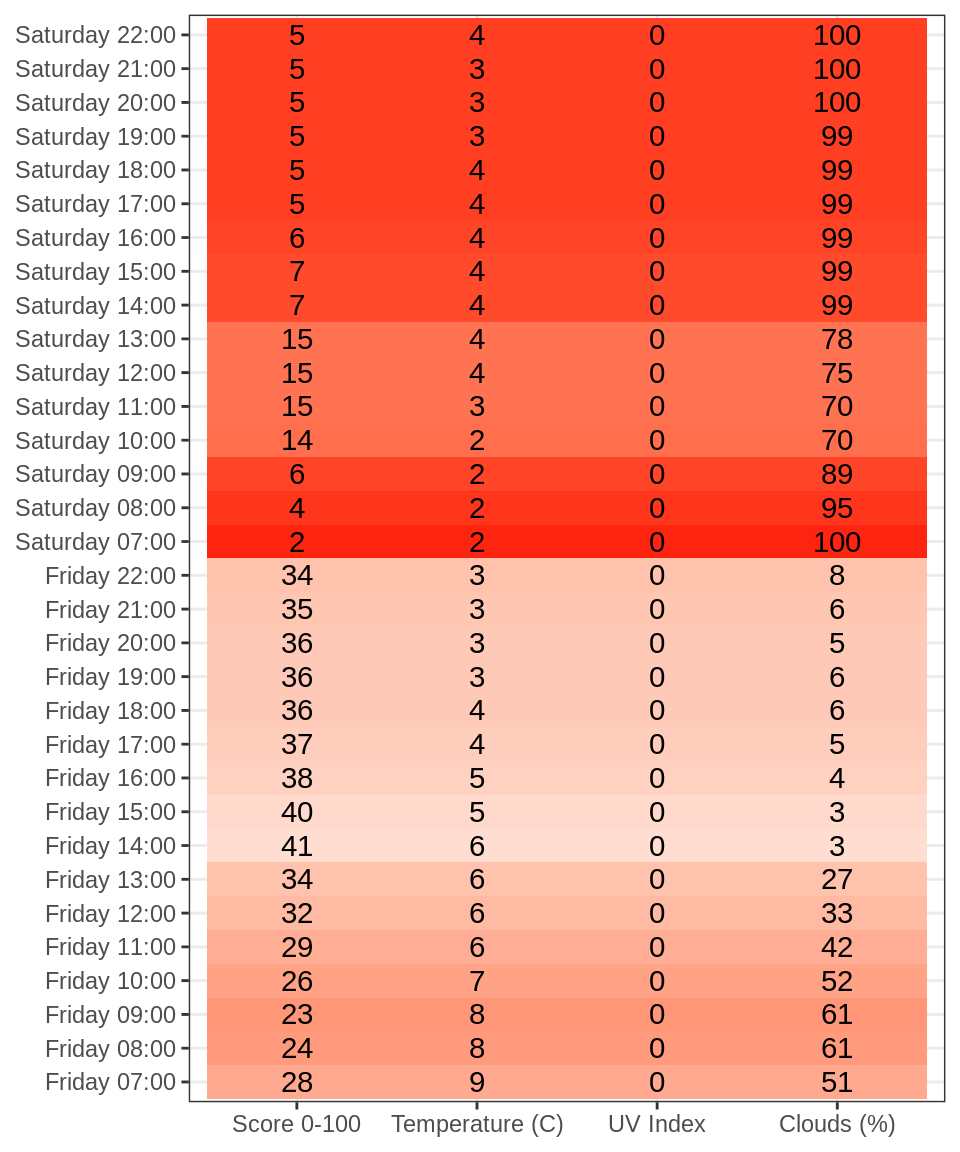 Saturday 22:00 5 4 0 100
Saturday 21:00 5 3 0 100
Saturday 20:00 5 3 0 100
Saturday 19:00 5 3 0 99
Saturday 18:00 5 4 0 99
Saturday 17:00 5 4 0 99
Saturday 16:00 6 4 0 99
Saturday 15:00 7 4 0 99
Saturday 14:00 7 4 0 99
Saturday 13:00 15 4 0 78
Saturday 12:00 15 4 0 75
Saturday 11:00 15 3 0 70
Saturday 10:00 14 2 0 70
Saturday 09:00 6 2 0 89
Saturday 08:00 4 2 0 95
Saturday 07:00 2 2 0 100
Friday 22:00 34 3 0 8
Friday 21:00 35 3 0 6
Friday 20:00 36 3 0 5
Friday 19:00 36 3 0 6
Friday 18:00 36 4 0 6
Friday 17:00 37 4 0 5
Friday 16:00 38 5 0 4
Friday 15:00 40 5 0 3
Friday 14:00 41 6 0 3
Friday 13:00 34 6 0 27
Friday 12:00 32 6 0 33
Friday 11:00 29 6 0 42
Friday 10:00 26 7 0 52
Friday 09:00 23 8 0 61
Friday 08:00 24 8 0 61
Friday 07:00 28 9 0 51
Score 0-100 Temperature (C) UV Index Clouds (%)